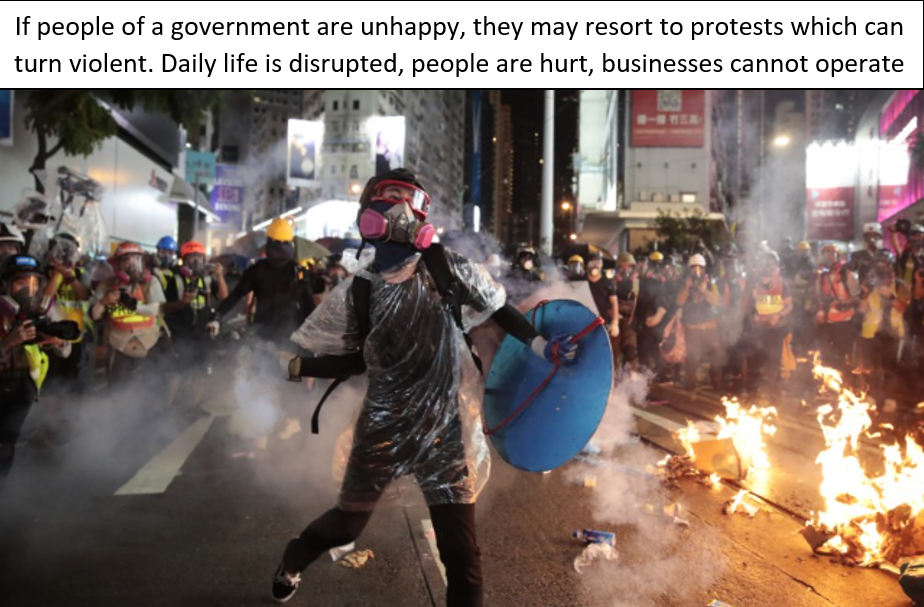 If people of a government are unhappy, they may resort to protests which can
turn violent. Daily life is disrupted, people are hurt, businesses cannot operate